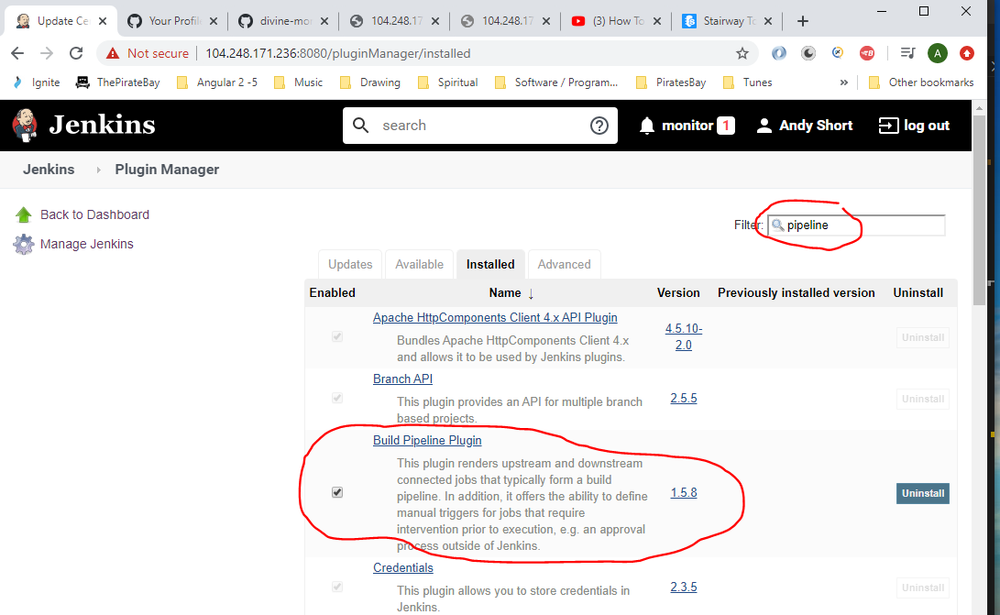 Update Ce
Your Profil
divine-mor
104.248.17
104.248.17
(3) How To
Stairway To
Not secure
104.248.171.236:8080/pluginManager/installed
A
Ignite
ThePirateBay
Angular 2 -5
Music
Drawing
Spiritual
Software / Program...
PiratesBay
Tunes
»
Other bookmarks
Jenkins
search
monitor 1
Andy Short
log out
Jenkins
Plugin Manager
Back to Dashboard
Manage Jenkins
Filter: pipeline
Updates
Available
Installed
Advanced
Enabled
Name ↓
Version
Previously installed version
Uninstall
Apache HttpComponents Client 4.x API Plugin
Bundles Apache HttpComponents Client 4.x
and allows it to be used by Jenkins plugins.
4.5.10-
2.0
Uninstall
Branch API
This plugin provides an API for multiple branch
based projects.
2.5.5
Uninstall
Build Pipeline Plugin
This plugin renders upstream and downstream
connected jobs that typically form a build
pipeline. In addition, it offers the ability to define
manual triggers for jobs that require
intervention prior to execution, e.g. an approval
process outside of Jenkins.
1.5.8
Uninstall
Credentials
This plugin allows you to store credentials in
Jenkins.
2.3.5
Uninstall